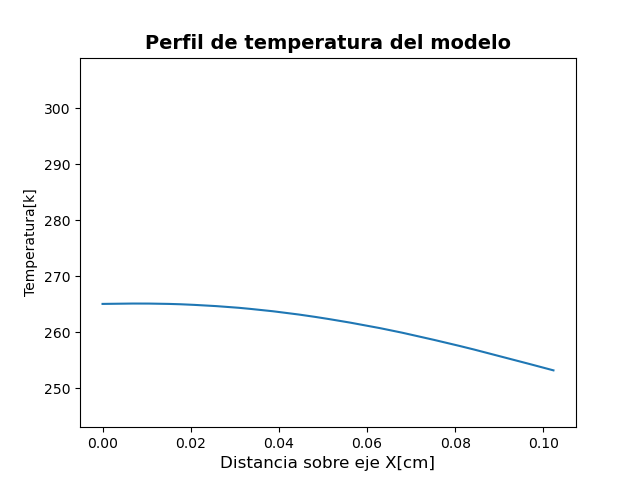 Perfil de temperatura del modelo
Temperatura[k]
300
290
280
270
260
250
0.00 0.02 0.04 0.06 0.08 0.10
Distancia sobre eje X[cm]